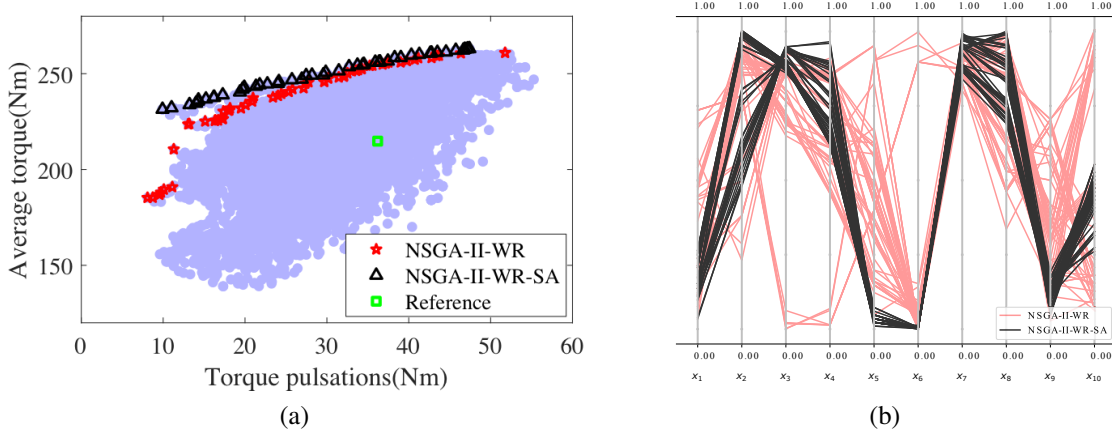 Average torque(Nm)
250
200
150
0
10
20
30
40
50
60
Torque pulsations(Nm)
NSGA-II-WR
NSGA-II-WR-SA
Reference
(a)
1.00 1.00 1.00 1.00 1.00 1.00 1.00 1.00 1.00 1.00
NSGA-II-WR
NSGA-II-WR-SA
0.00 0.00 0.00 0.00 0.00 0.00 0.00 0.00 0.00 0.00
x₁ x₂ x₃ x₄ x₅ x₆ x₇ x₈ x₉ x₁₀
(b)